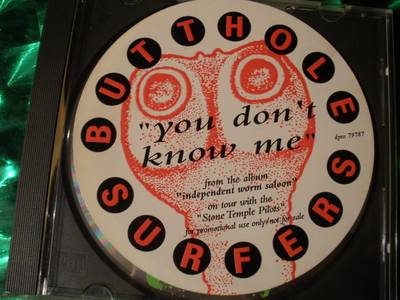 BUTTHOLE
SURFERS
"you don't
know me"
dpro 79787
from the album
"independent worm saloon"
on tour with the
"Stone Temple Pilots"
for promotional use only/not for sale